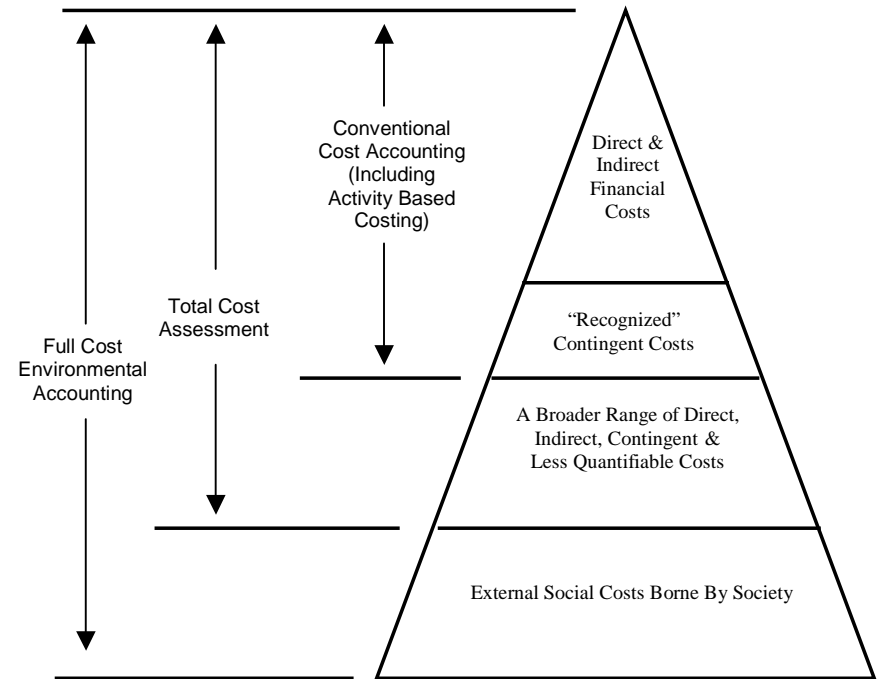 Conventional
Cost Accounting
(Including
Activity Based
Costing)
Total Cost
Assessment
Full Cost
Environmental
Accounting
Direct &
Indirect
Financial
Costs
“Recognized”
Contingent Costs
A Broader Range of Direct,
Indirect, Contingent &
Less Quantifiable Costs
External Social Costs Borne By Society